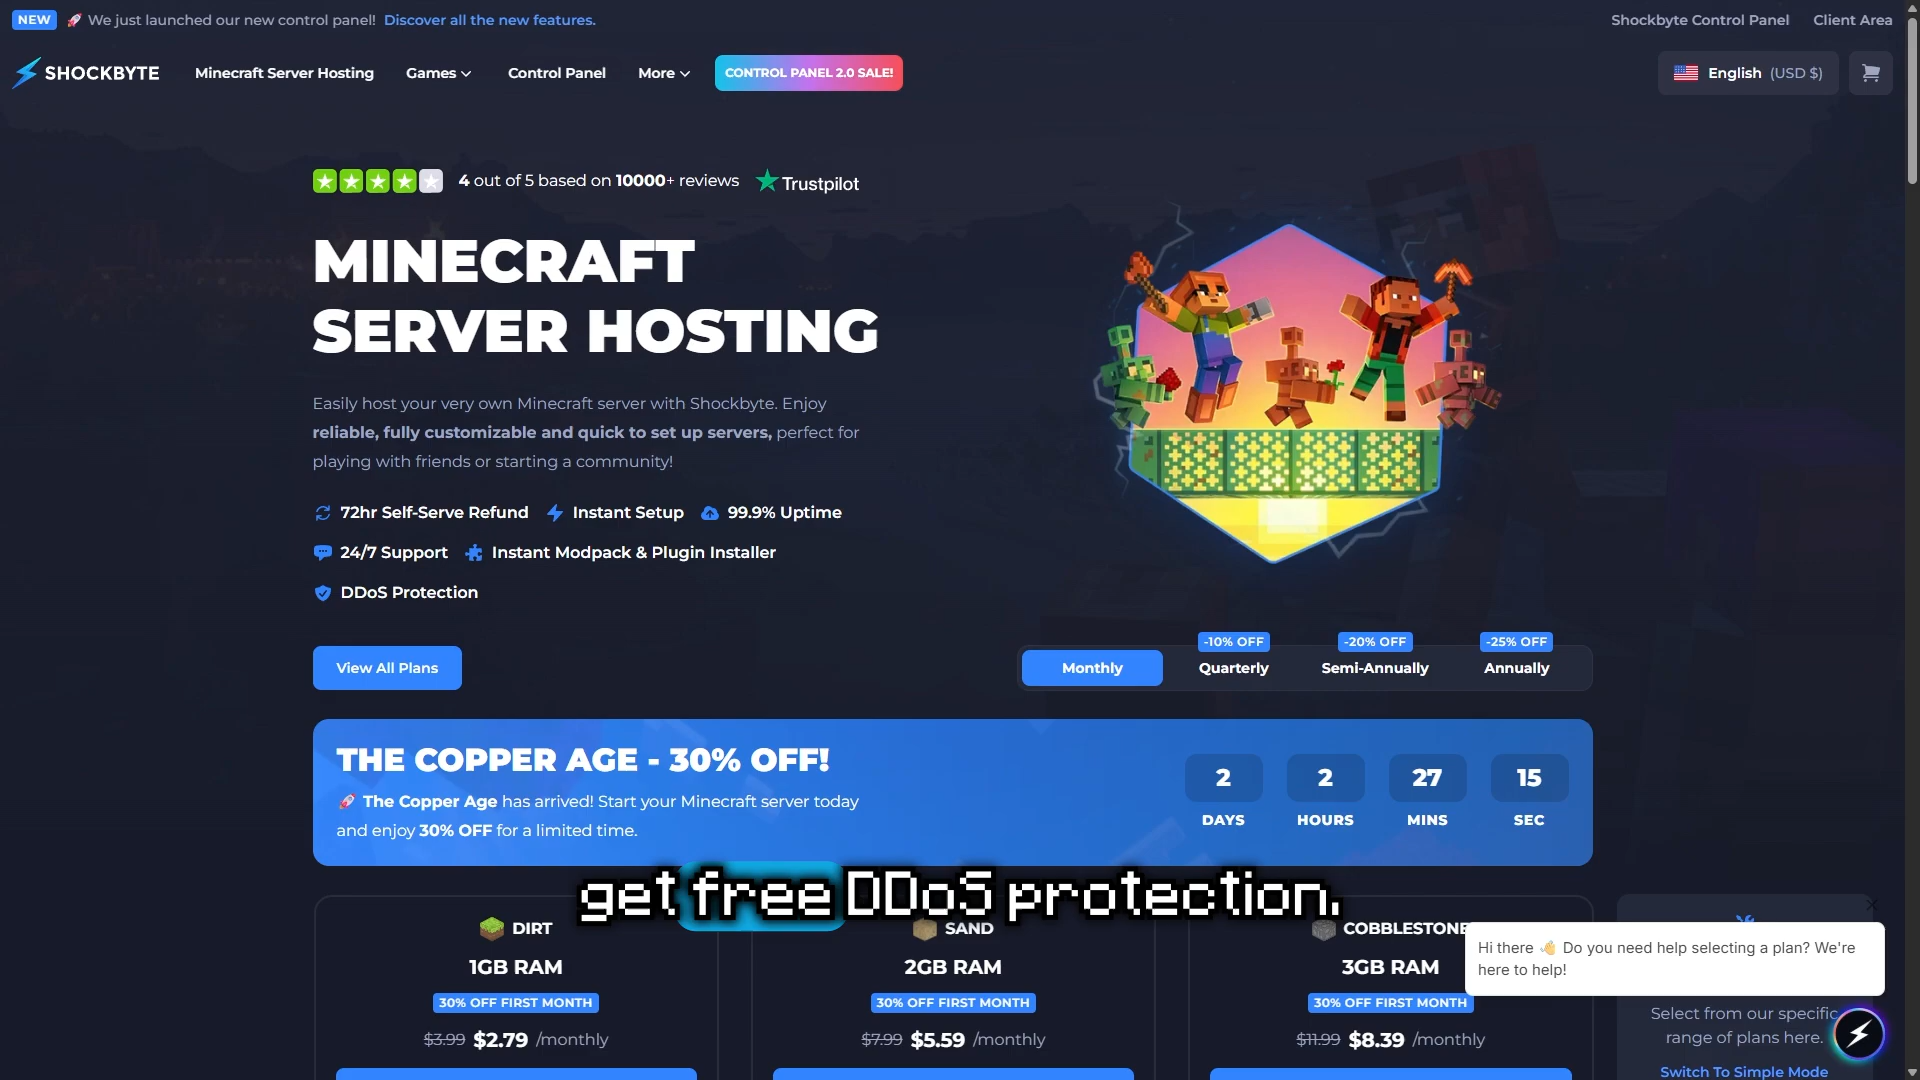 NEW 🚀 We just launched our new control panel! Discover all the new features.
Shockbyte Control Panel Client Area
SHOCKBYTE Minecraft Server Hosting Games Control Panel More CONTROL PANEL 2.0 SALE! English (USD $)
4 out of 5 based on 10000+ reviews Trustpilot
MINECRAFT
SERVER HOSTING
Easily host your very own Minecraft server with Shockbyte. Enjoy
reliable, fully customizable and quick to set up servers, perfect for
playing with friends or starting a community!
72hr Self-Serve Refund Instant Setup 99.9% Uptime
24/7 Support Instant Modpack & Plugin Installer
DDoS Protection
-10% OFF -20% OFF -25% OFF
View All Plans Monthly Quarterly Semi-Annually Annually
THE COPPER AGE - 30% OFF!
🚀 The Copper Age has arrived! Start your Minecraft server today
and enjoy 30% OFF for a limited time.
2 2 27 15
DAYS HOURS MINS SEC
get free DDoS protection.
DIRT SAND COBBLESTONE
1GB RAM 2GB RAM 3GB RAM
30% OFF FIRST MONTH 30% OFF FIRST MONTH 30% OFF FIRST MONTH
$3.99 $2.79 /monthly $7.99 $5.59 /monthly $11.99 $8.39 /monthly
Hi there 👋 Do you need help selecting a plan? We're
here to help!
Select from our specific
range of plans here.
Switch To Simple Mode